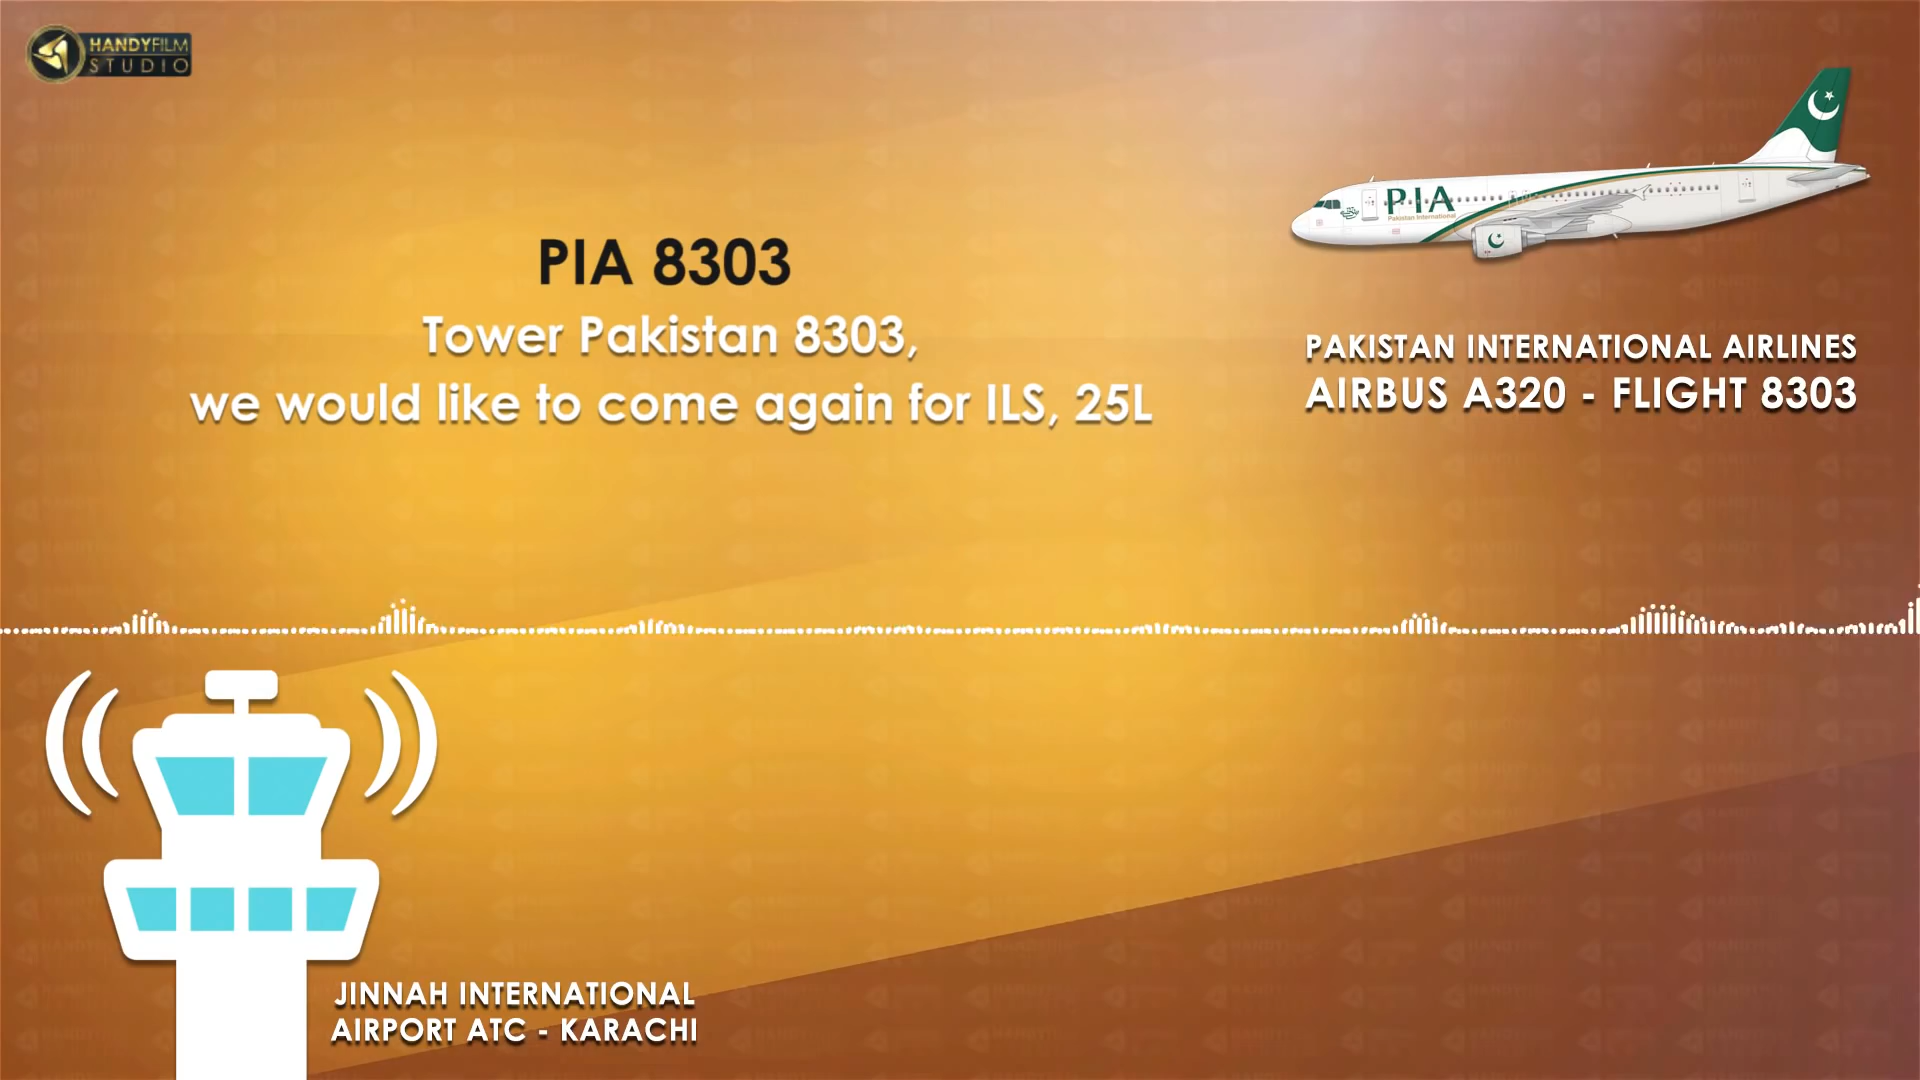 HANDYFILM
STUDIO
PIA 8303
Tower Pakistan 8303,
we would like to come again for ILS, 25L
PIA
Pakistan International
PAKISTAN INTERNATIONAL AIRLINES
AIRBUS A320 - FLIGHT 8303
JINNAH INTERNATIONAL
AIRPORT ATC - KARACHI